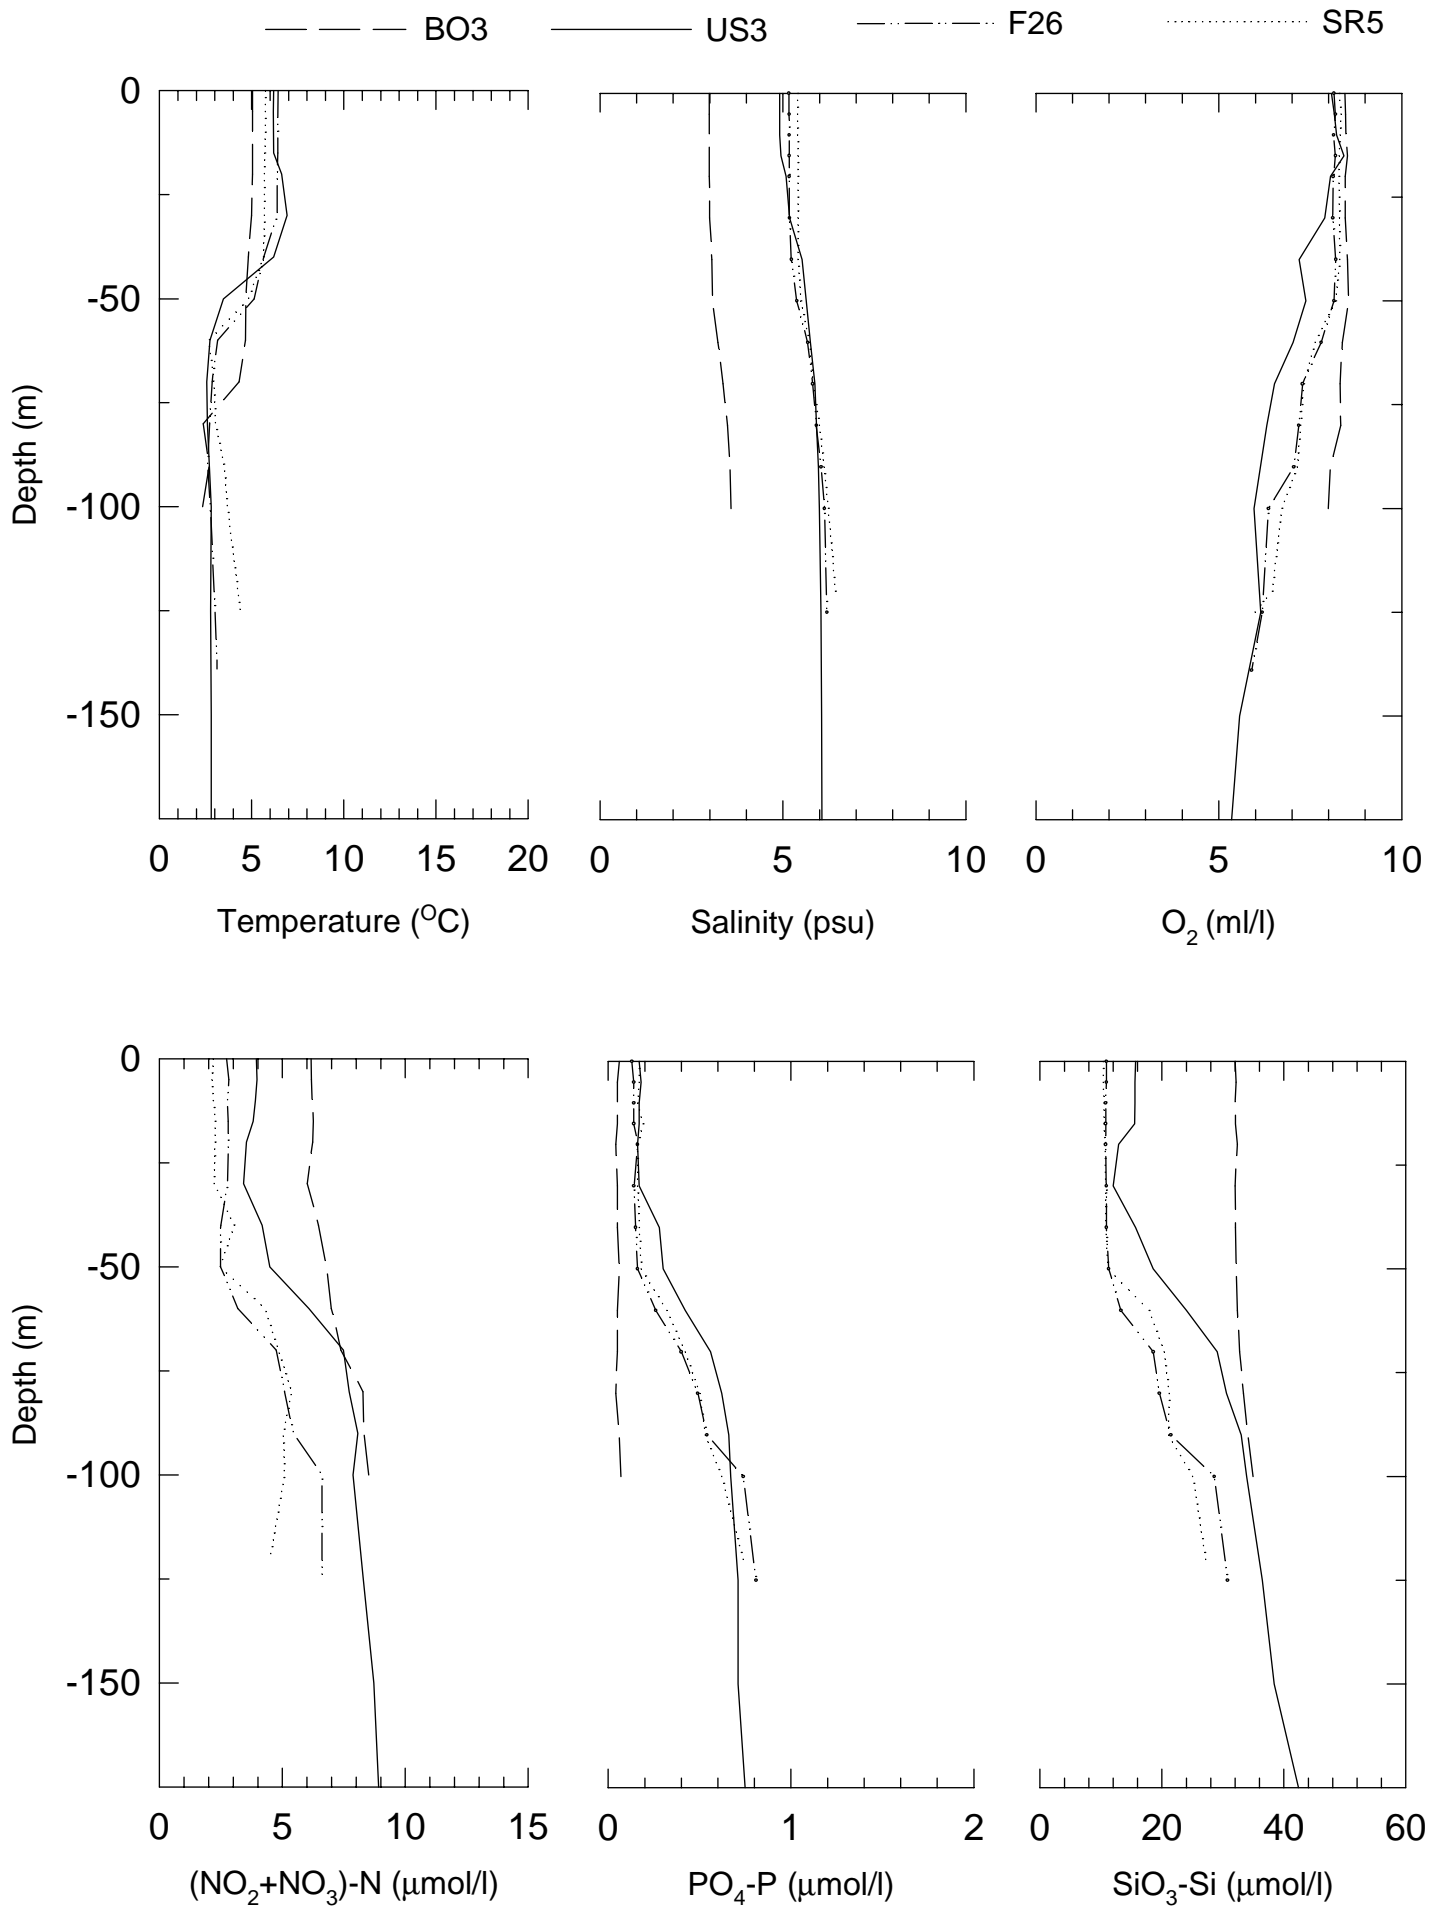 BO3 US3 F26 SR5
0
-50
-100
-150
Depth (m)
0 5 10 15 20
0 5 10
0 5 10
Temperature (ᴼC)
Salinity (psu)
O₂ (ml/l)
0
-50
-100
-150
Depth (m)
0 5 10 15
0 1 2
0 20 40 60
(NO₂+NO₃)-N (μmol/l)
PO₄-P (μmol/l)
SiO₃-Si (μmol/l)